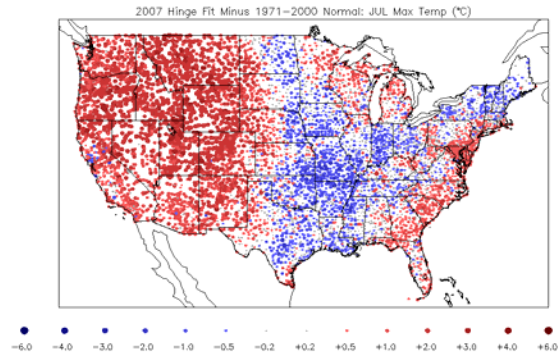 2007 Hinge Fit Minus 1971-2000 Normal: JUL Max Temp (°C)
-6.0 -4.0 -3.0 -2.0 -1.0 -0.5 -0.2 +0.2 +0.5 +1.0 +2.0 +3.0 +4.0 +6.0